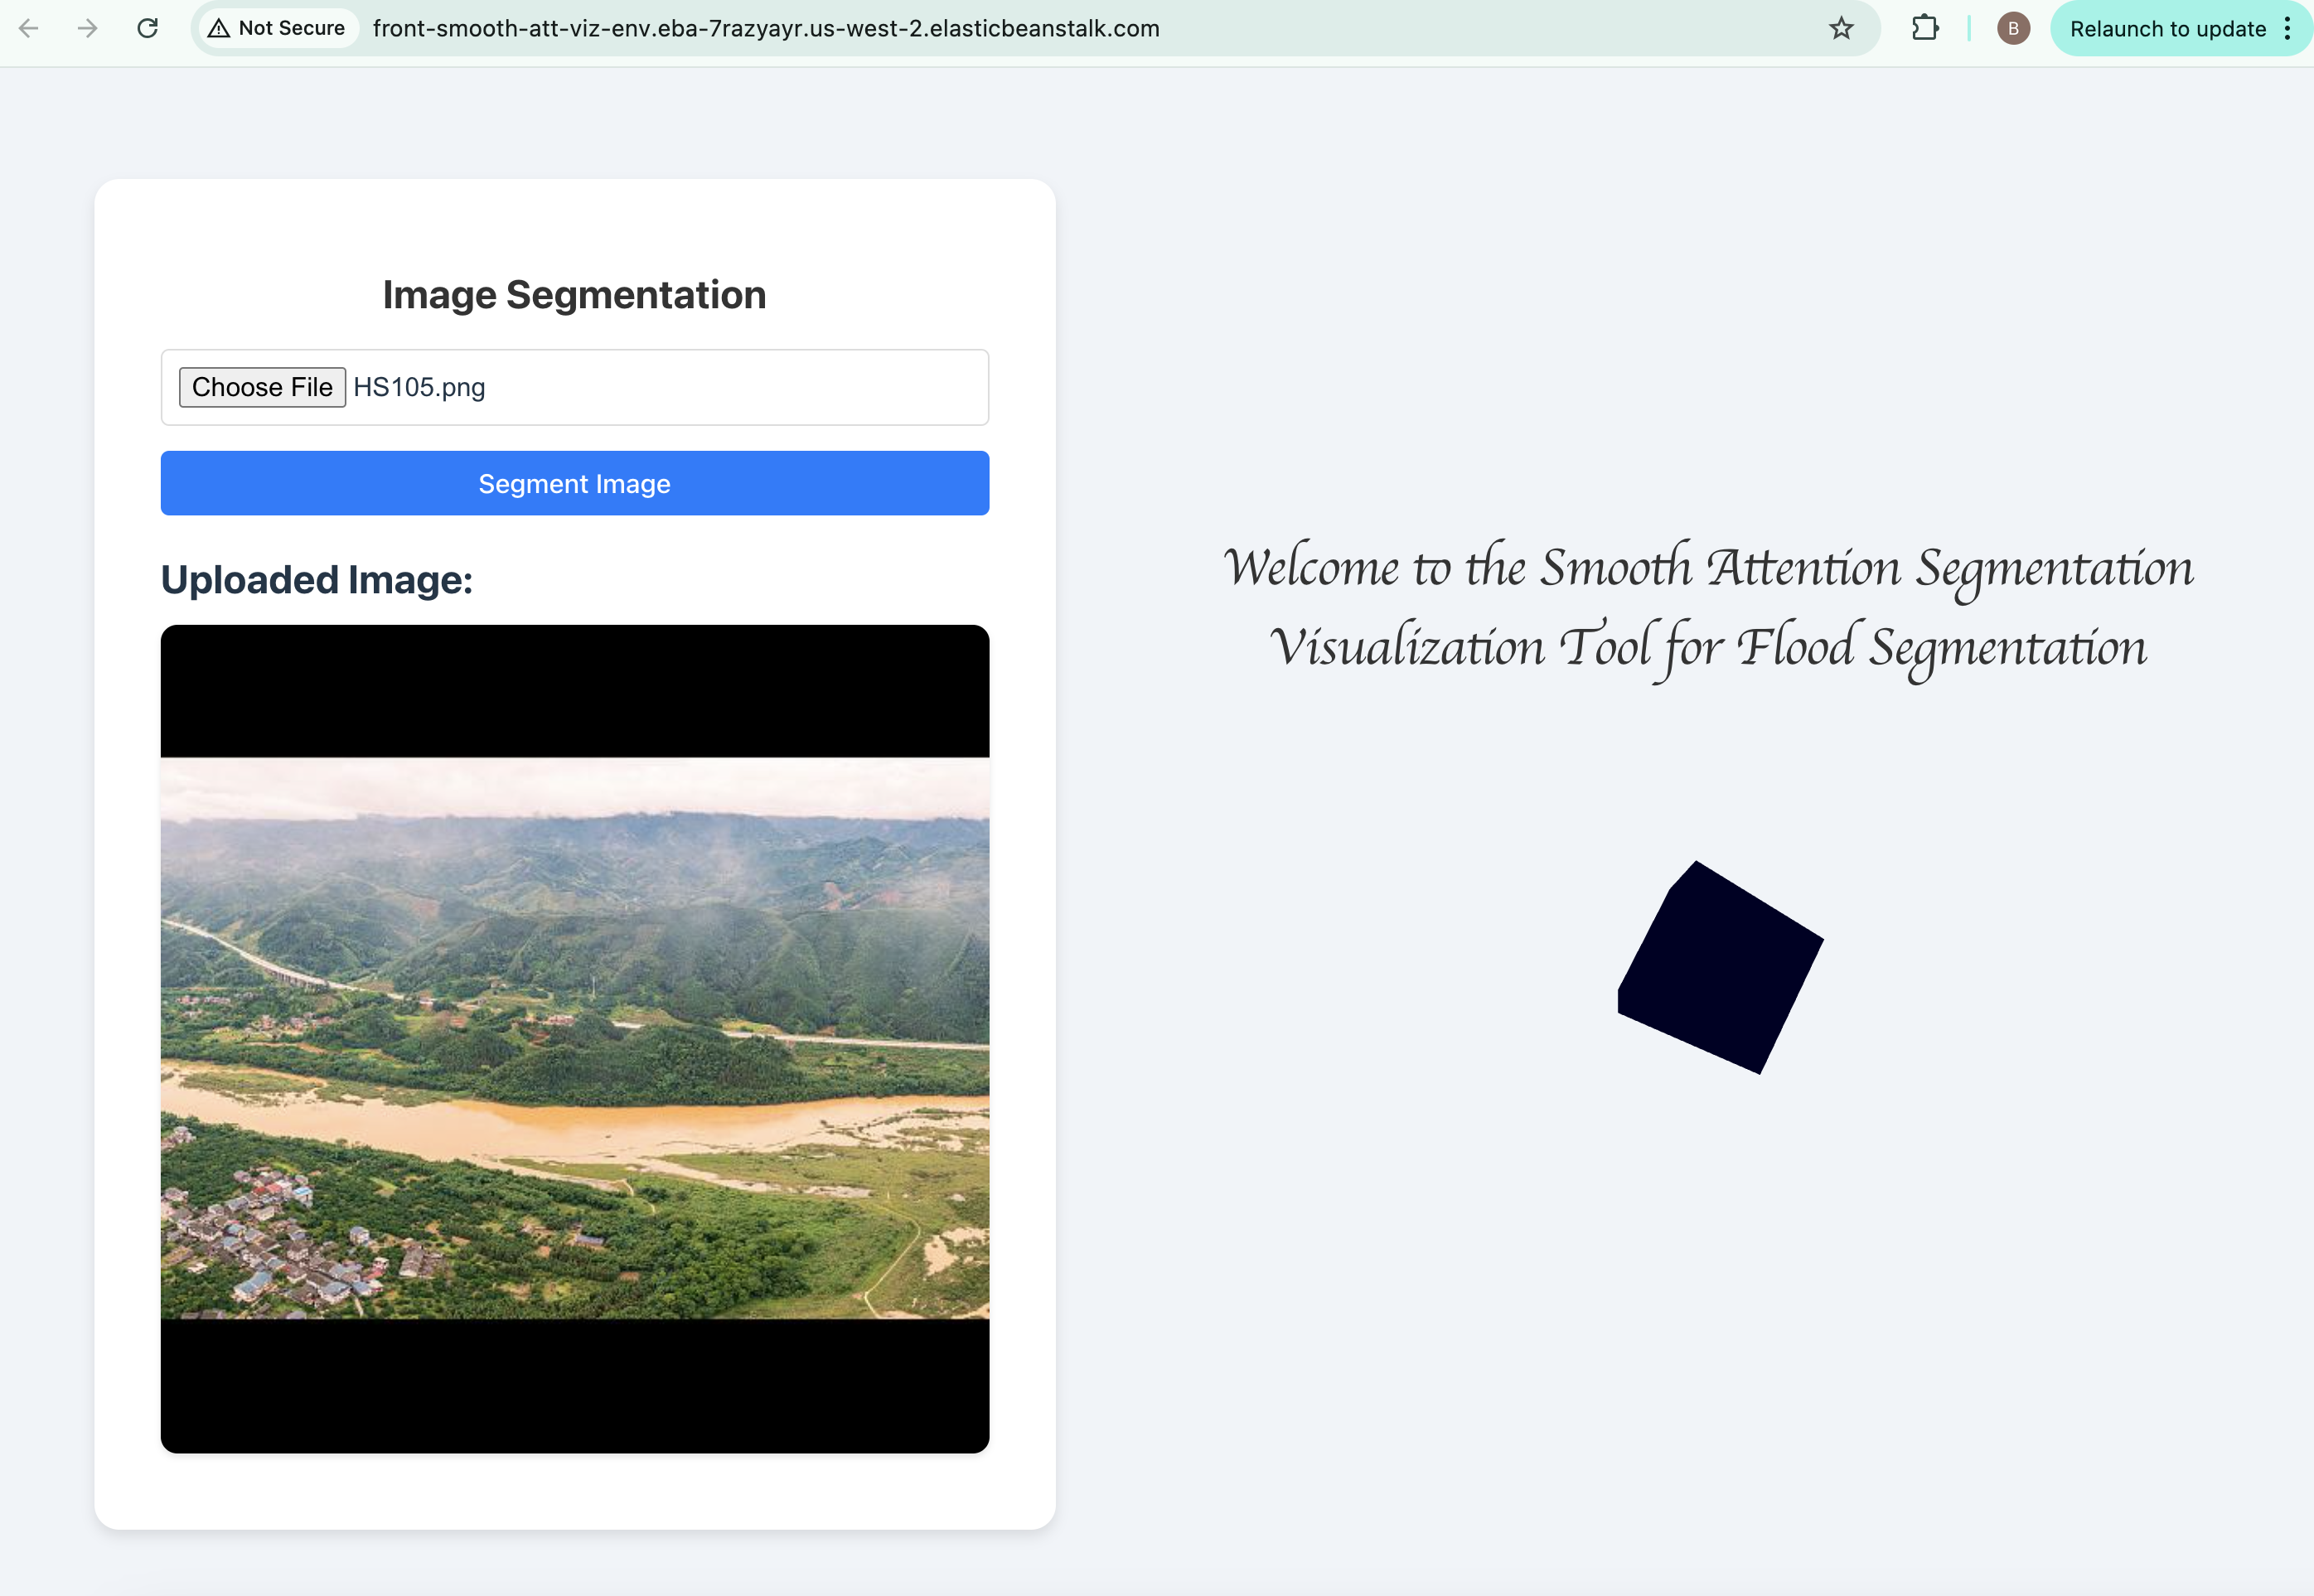 Not Secure front-smooth-att-viz-env.eba-7razyayr.us-west-2.elasticbeanstalk.com B Relaunch to update
Image Segmentation
Choose File HS105.png
Segment Image
Uploaded Image:
Welcome to the Smooth Attention Segmentation
Visualization Tool for Flood Segmentation